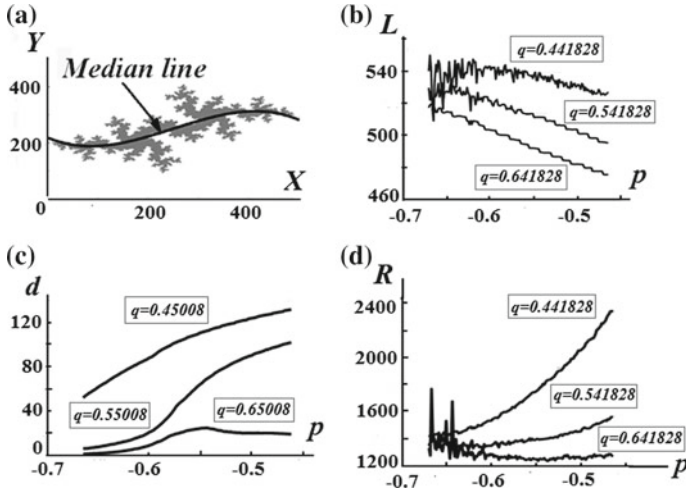 (a)
Y
Median line
400
200
0
200
400
X
(b)
L
q=0.441828
540
q=0.541828
500
q=0.641828
p
460
-0.7
-0.6
-0.5
(c)
d
q=0.45008
120
80
40
q=0.55008
q=0.65008
0
p
-0.7
-0.6
-0.5
(d)
R
2400
q=0.441828
2000
q=0.541828
1600
q=0.641828
1200
p
-0.7
-0.6
-0.5